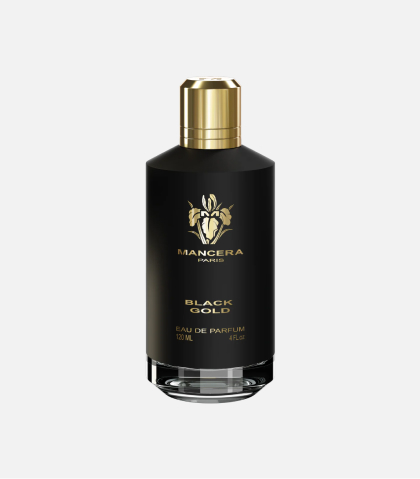 MANCERA
PARIS
BLACK
GOLD
EAU DE PARFUM
120 ML 4 FL.oz